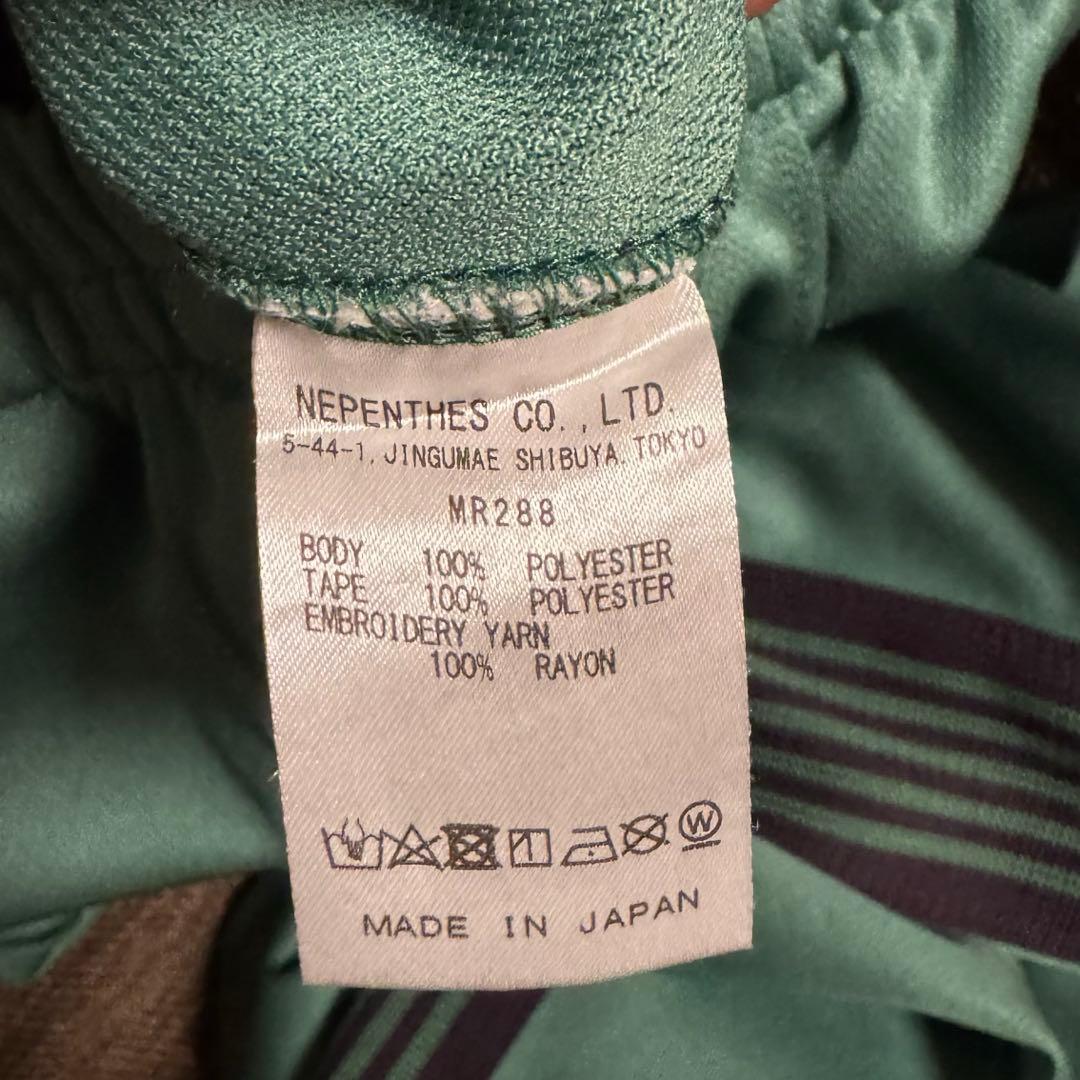 NEPENTHES CO., LTD.
5-44-1, JINGUMAE SHIBUYA. TOKYO
MR288
BODY 100% POLYESTER
TAPE 100% POLYESTER
EMBROIDERY YARN
100% RAYON
W
MADE IN JAPAN